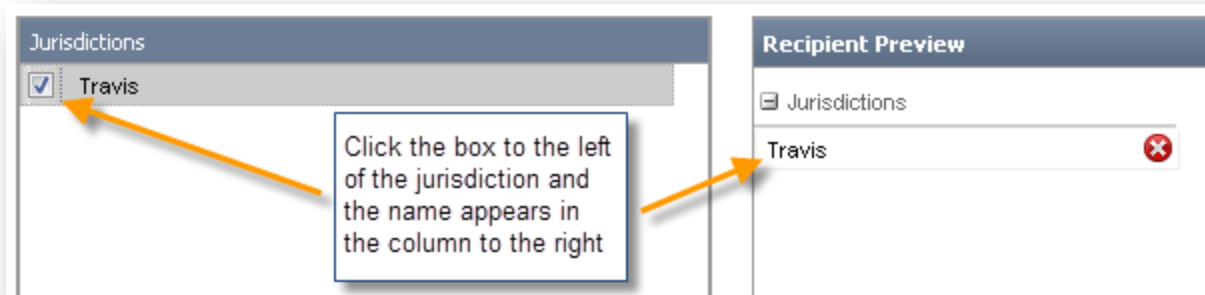 Jurisdictions
Travis
Click the box to the left
of the jurisdiction and
the name appears in
the column to the right
Recipient Preview
Jurisdictions
Travis